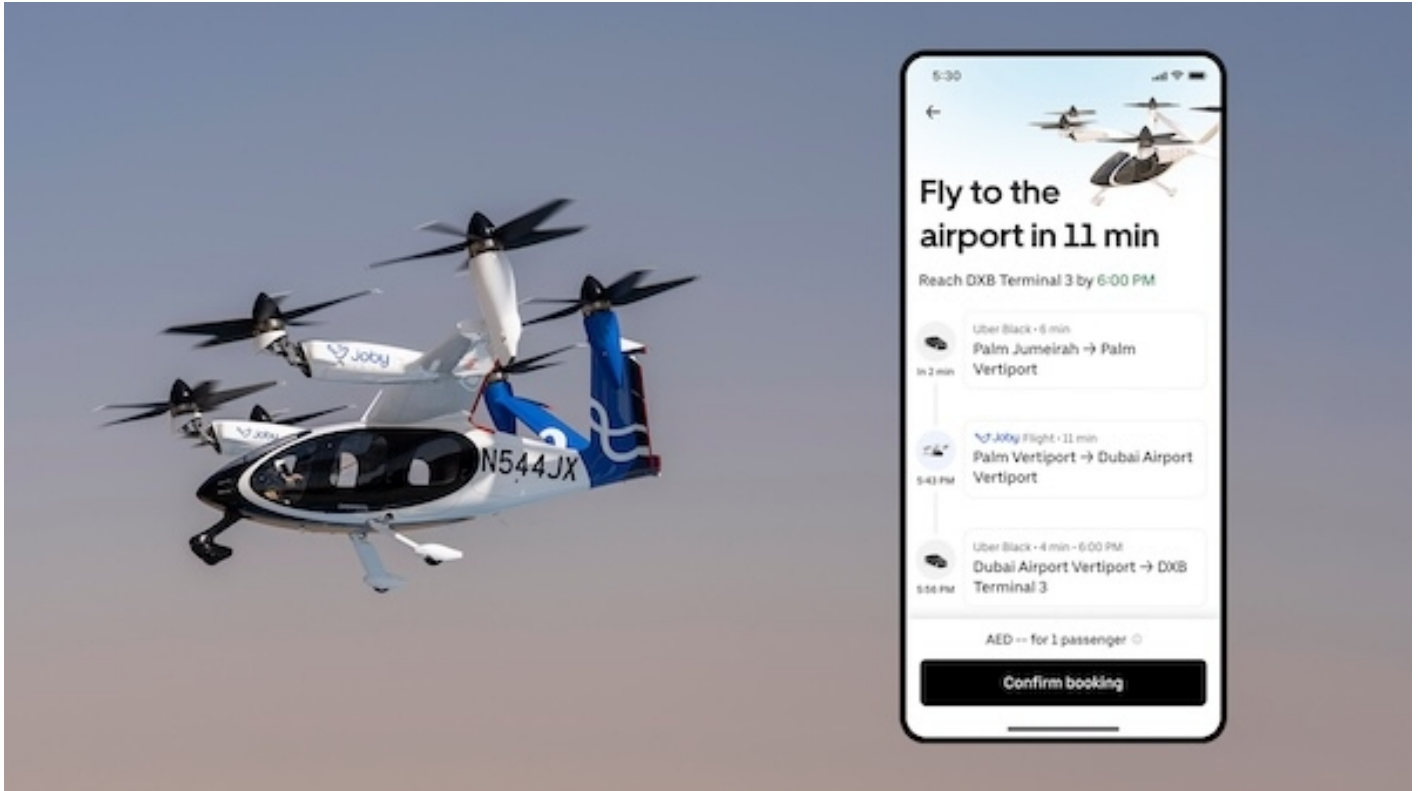 Joby
Joby
N544JX
5:30
Fly to the
airport in 11 min
Reach DXB Terminal 3 by 6:00 PM
Uber Black • 6 min
Palm Jumeirah → Palm
Vertiport
In 2 min
Joby Flight • 11 min
Palm Vertiport → Dubai Airport
Vertiport
5:43 PM
Uber Black • 4 min • 6:00 PM
Dubai Airport Vertiport → DXB
Terminal 3
5:56 PM
AED -- for 1 passenger
Confirm booking